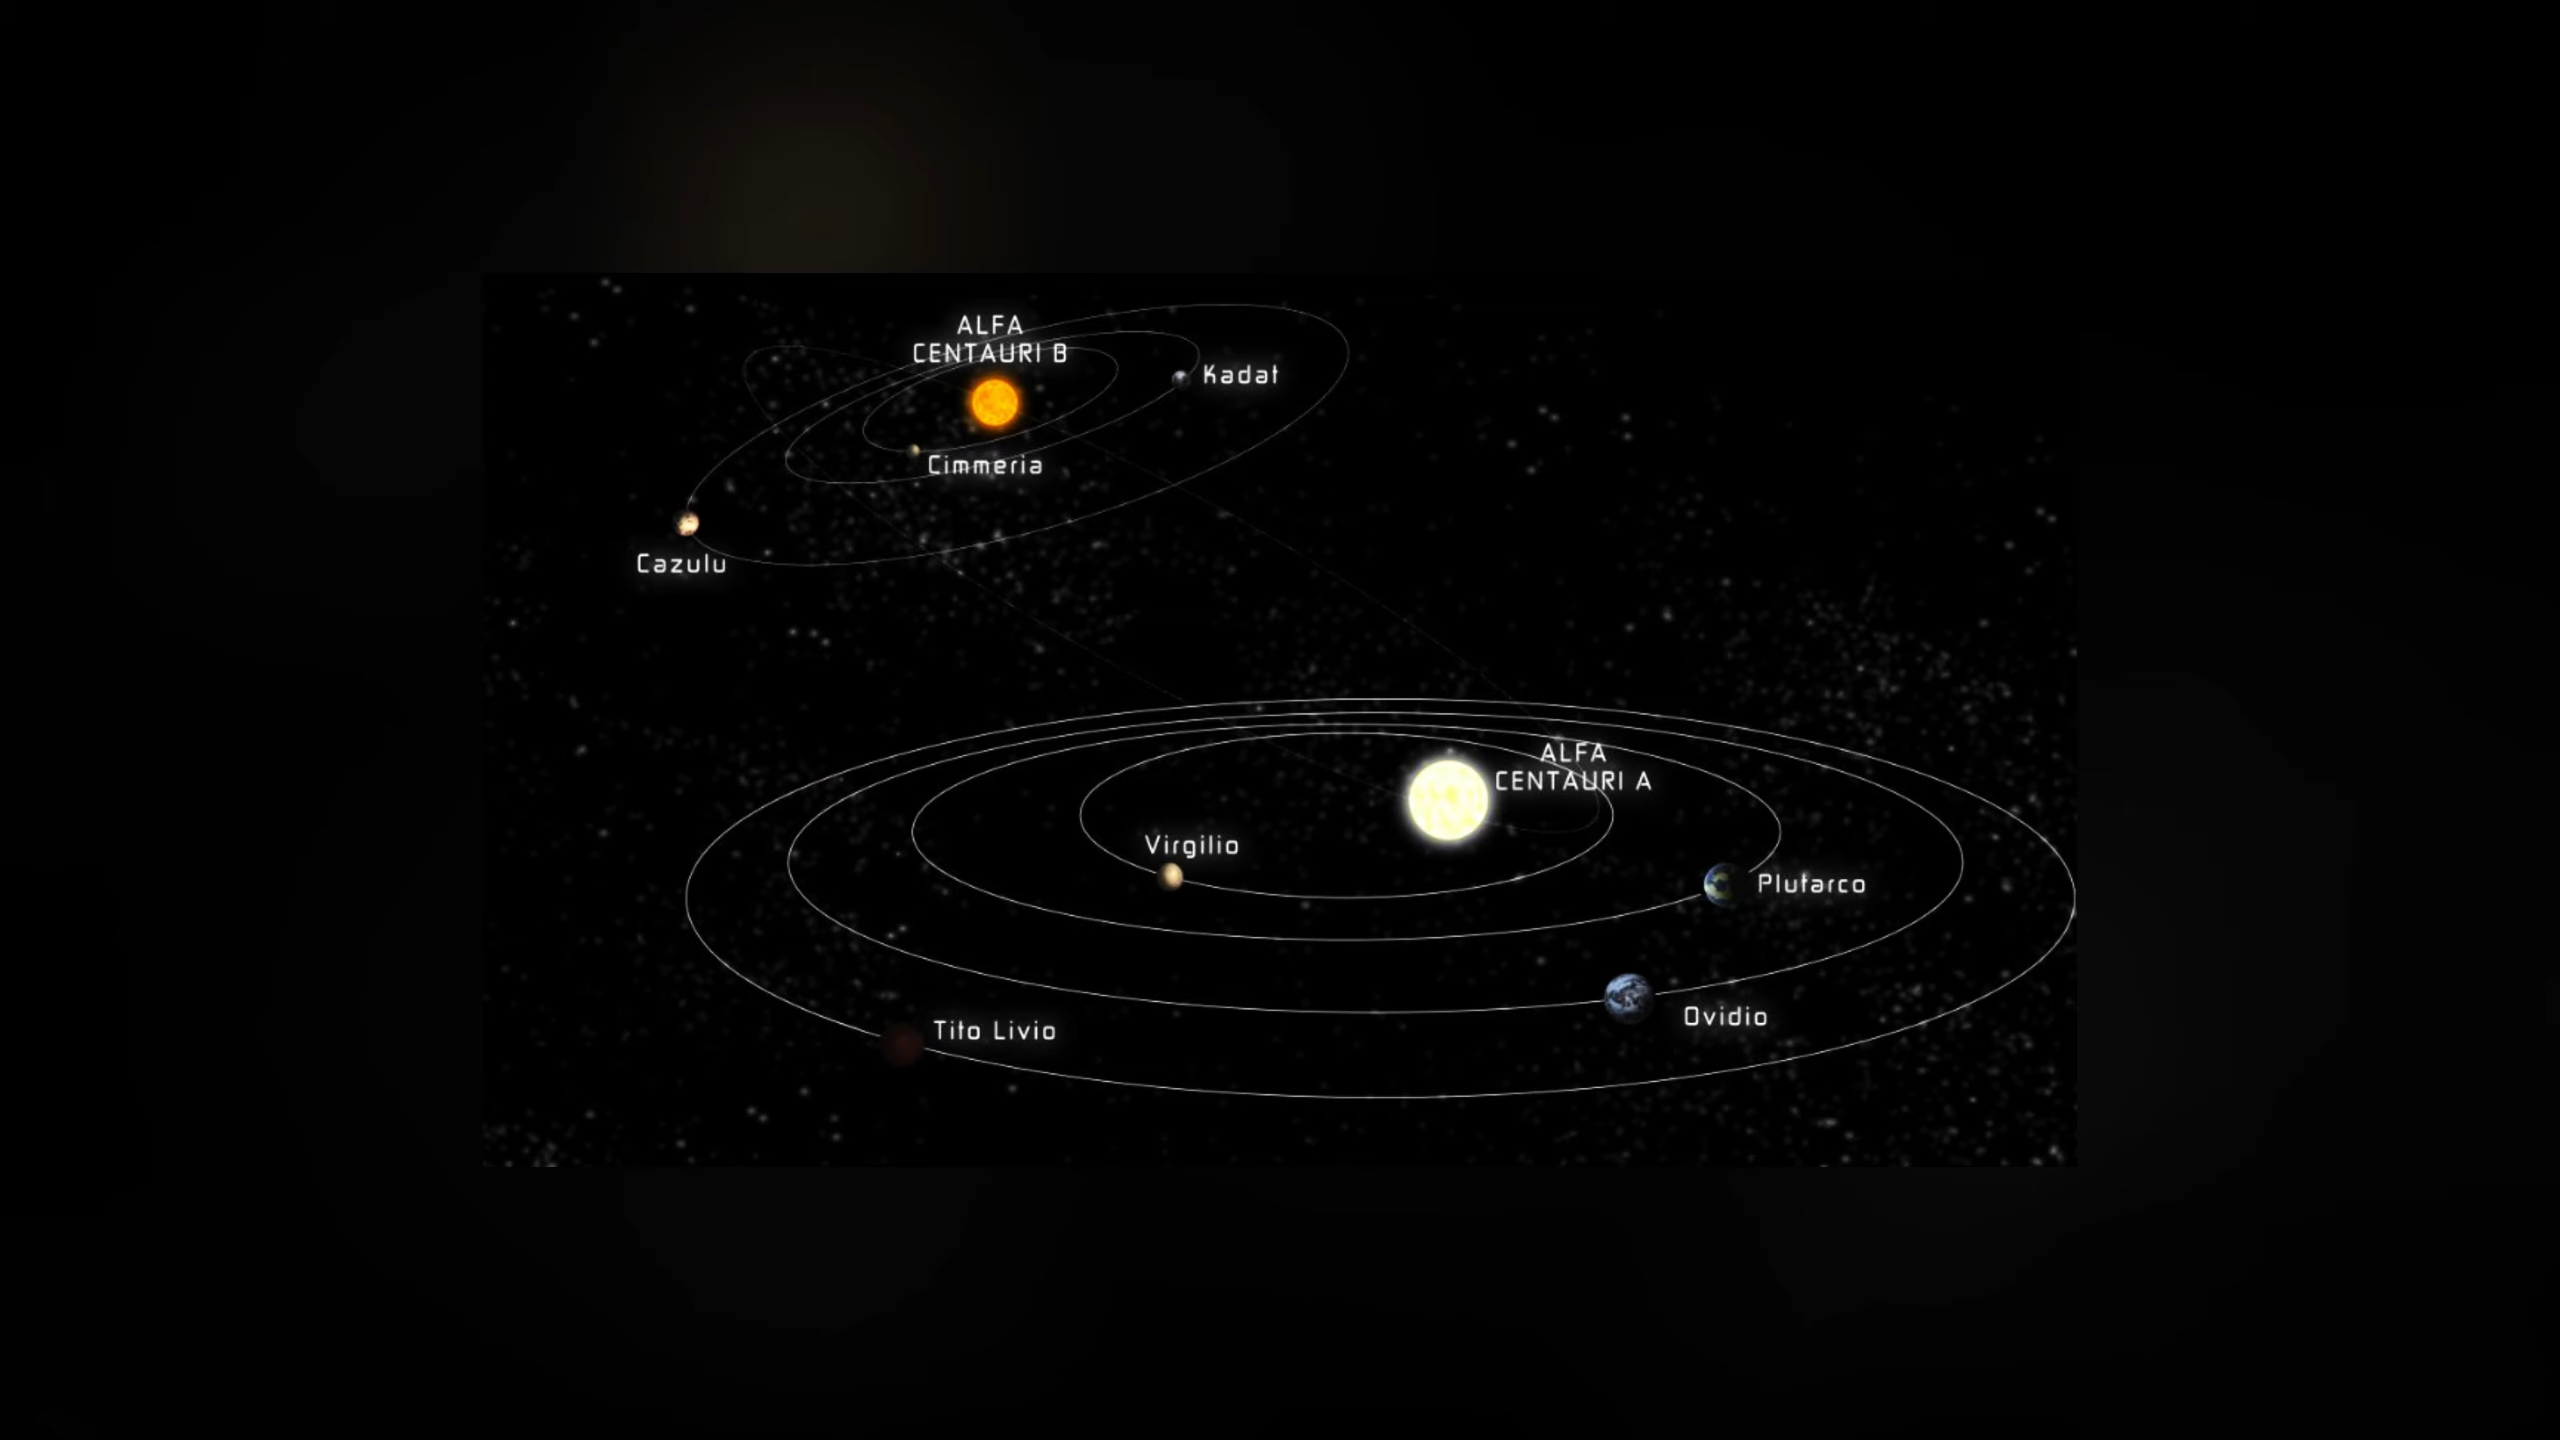 ALFA
CENTAURI B
Kadat
Cimmeria
Cazulu
ALFA
CENTAURI A
Virgilio
Plutarco
Ovidio
Tito Livio